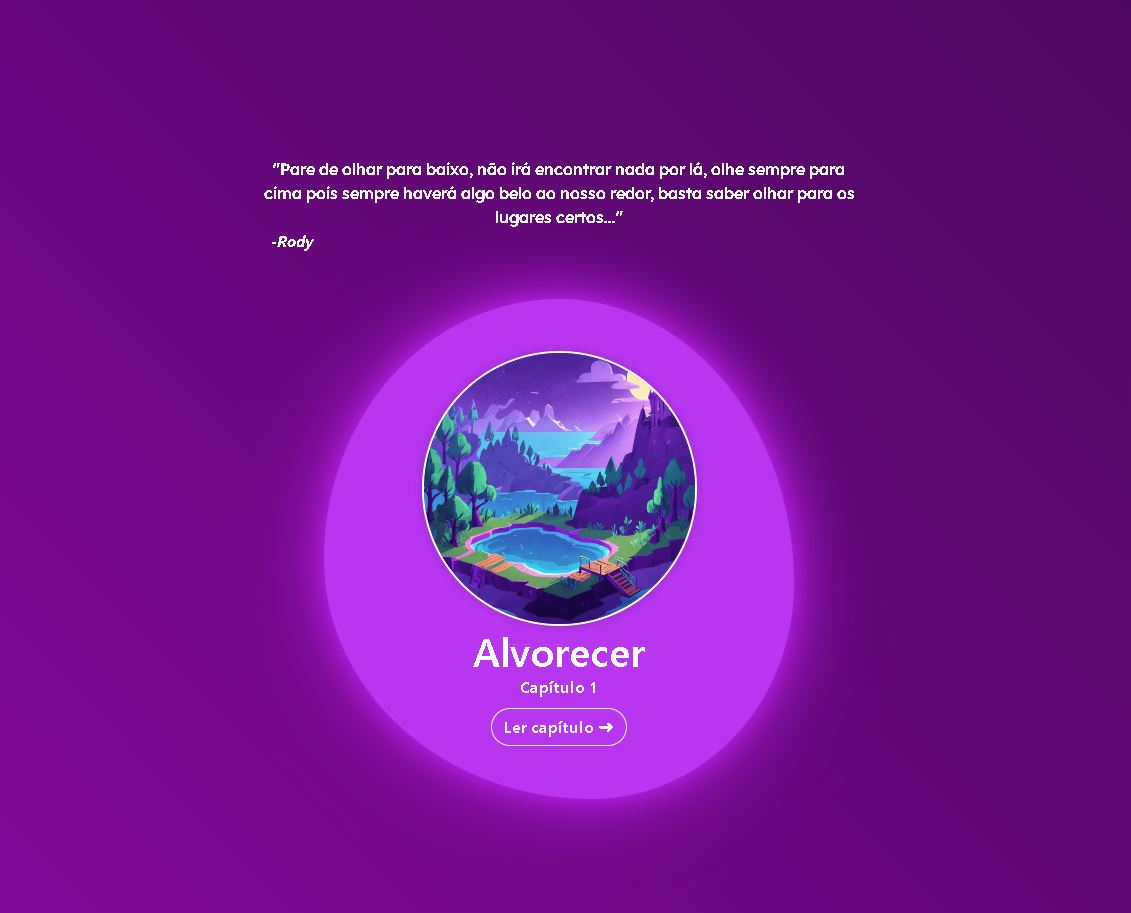 "Pare de olhar para baixo, não irá encontrar nada por lá, olhe sempre para
cima pois sempre haverá algo belo ao nosso redor, basta saber olhar para os
lugares certos..."
-Rody
Alvorecer
Capítulo 1
Ler capítulo ➜